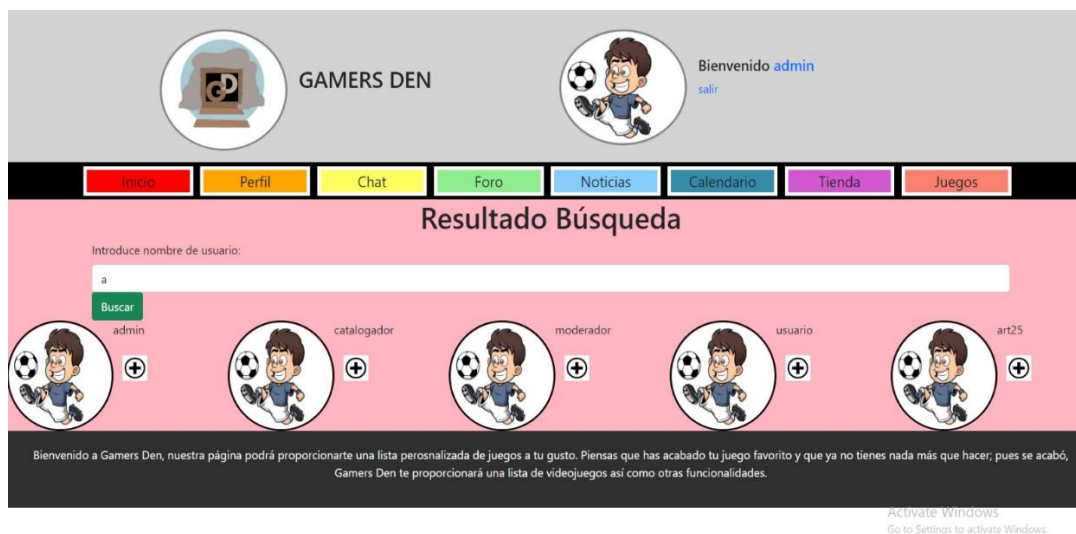 GD
GAMERS DEN
Bienvenido admin
salir
Inicio
Perfil
Chat
Foro
Noticias
Calendario
Tienda
Juegos
Resultado Búsqueda
Introduce nombre de usuario:
a
Buscar
admin
catalogador
moderador
usuario
art25
Bienvenido a Gamers Den, nuestra página podrá proporcionarte una lista perosnalizada de juegos a tu gusto. Piensas que has acabado tu juego favorito y que ya no tienes nada más que hacer; pues se acabó,
Gamers Den te proporcionará una lista de videojuegos así como otras funcionalidades.
Activate Windows
Go to Settings to activate Windows.